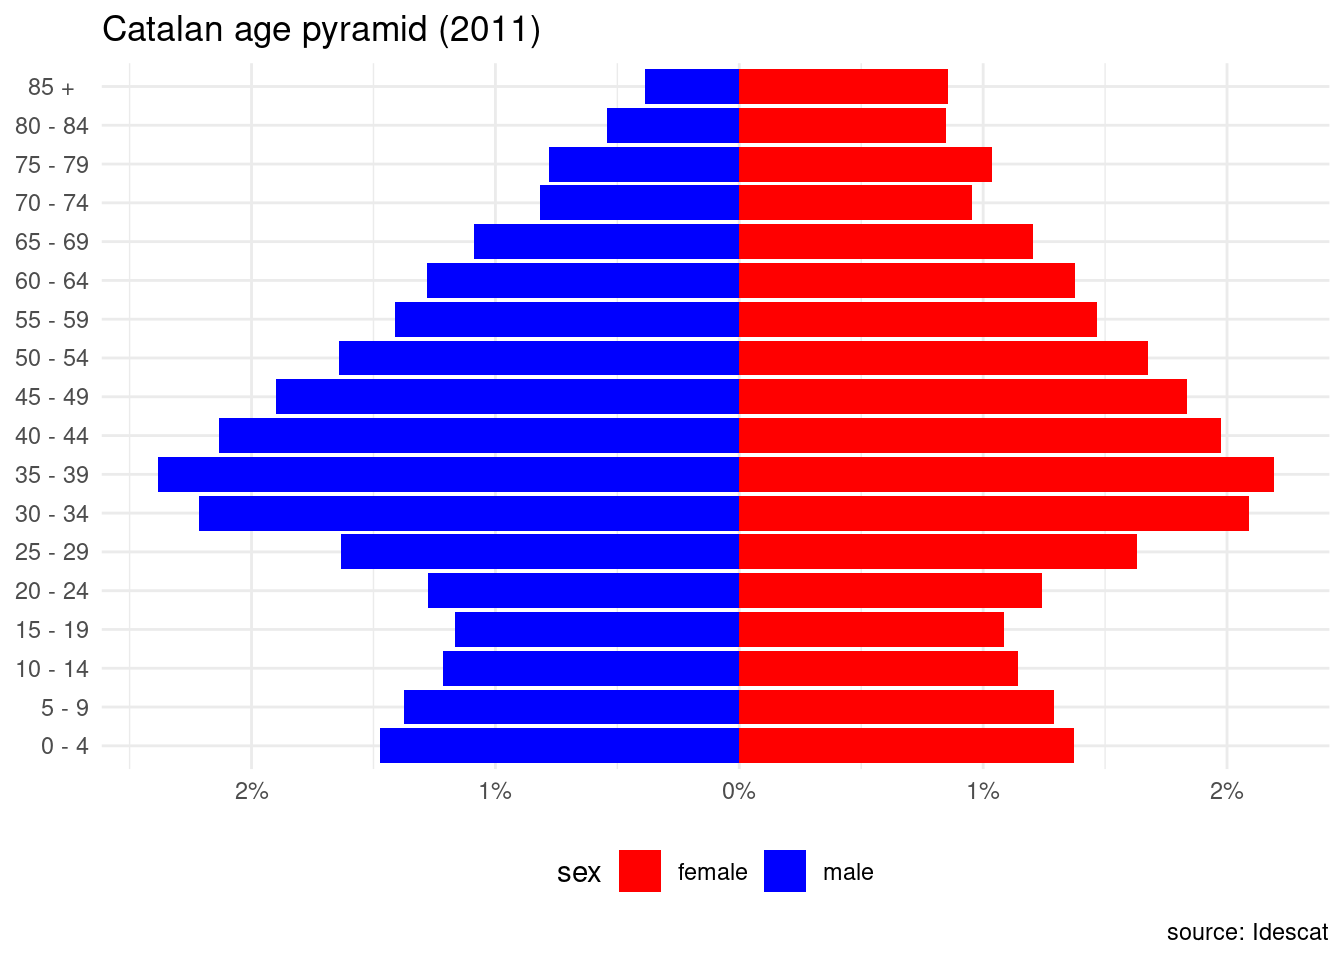 Catalan age pyramid (2011)
85 +
80 - 84
75 - 79
70 - 74
65 - 69
60 - 64
55 - 59
50 - 54
45 - 49
40 - 44
35 - 39
30 - 34
25 - 29
20 - 24
15 - 19
10 - 14
5 - 9
0 - 4
2% 1% 0% 1% 2%
sex female male
source: Idescat